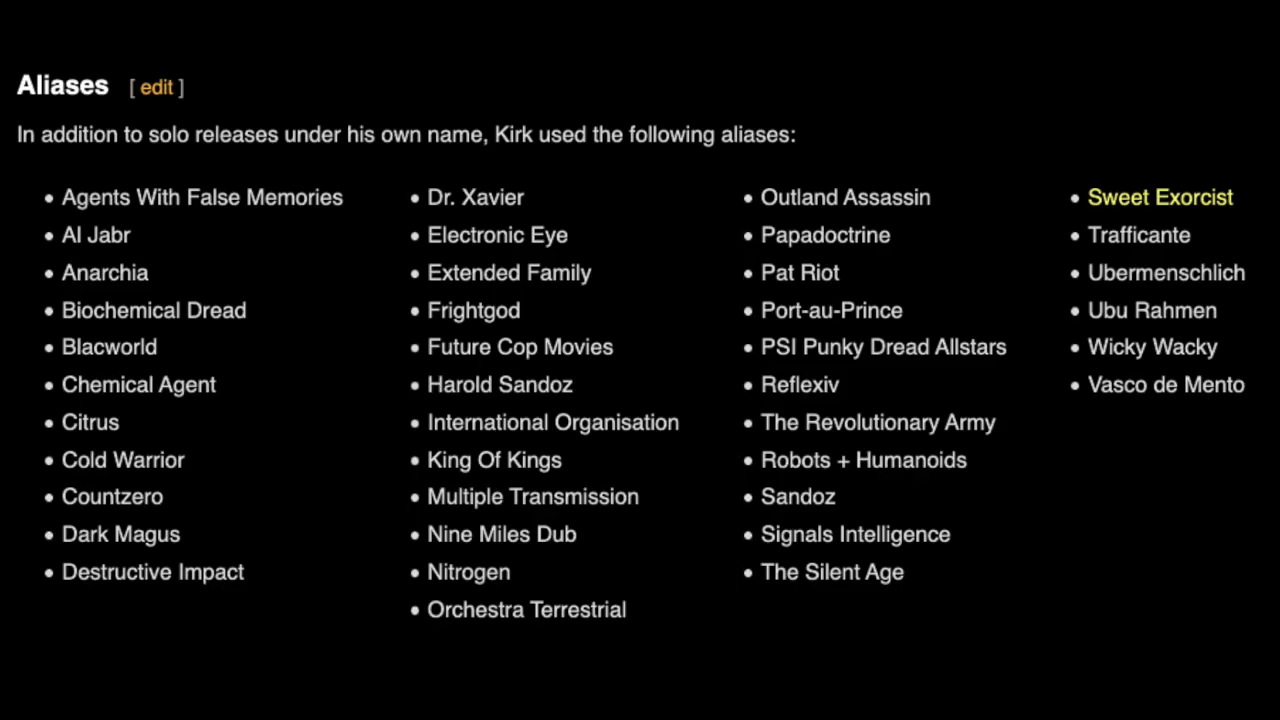 Aliases [ edit ]
In addition to solo releases under his own name, Kirk used the following aliases:
• Agents With False Memories
• Al Jabr
• Anarchia
• Biochemical Dread
• Blacworld
• Chemical Agent
• Citrus
• Cold Warrior
• Countzero
• Dark Magus
• Destructive Impact
• Dr. Xavier
• Electronic Eye
• Extended Family
• Frightgod
• Future Cop Movies
• Harold Sandoz
• International Organisation
• King Of Kings
• Multiple Transmission
• Nine Miles Dub
• Nitrogen
• Orchestra Terrestrial
• Outland Assassin
• Papadoctrine
• Pat Riot
• Port-au-Prince
• PSI Punky Dread Allstars
• Reflexiv
• The Revolutionary Army
• Robots + Humanoids
• Sandoz
• Signals Intelligence
• The Silent Age
• Sweet Exorcist
• Trafficante
• Ubermenschlich
• Ubu Rahmen
• Wicky Wacky
• Vasco de Mento